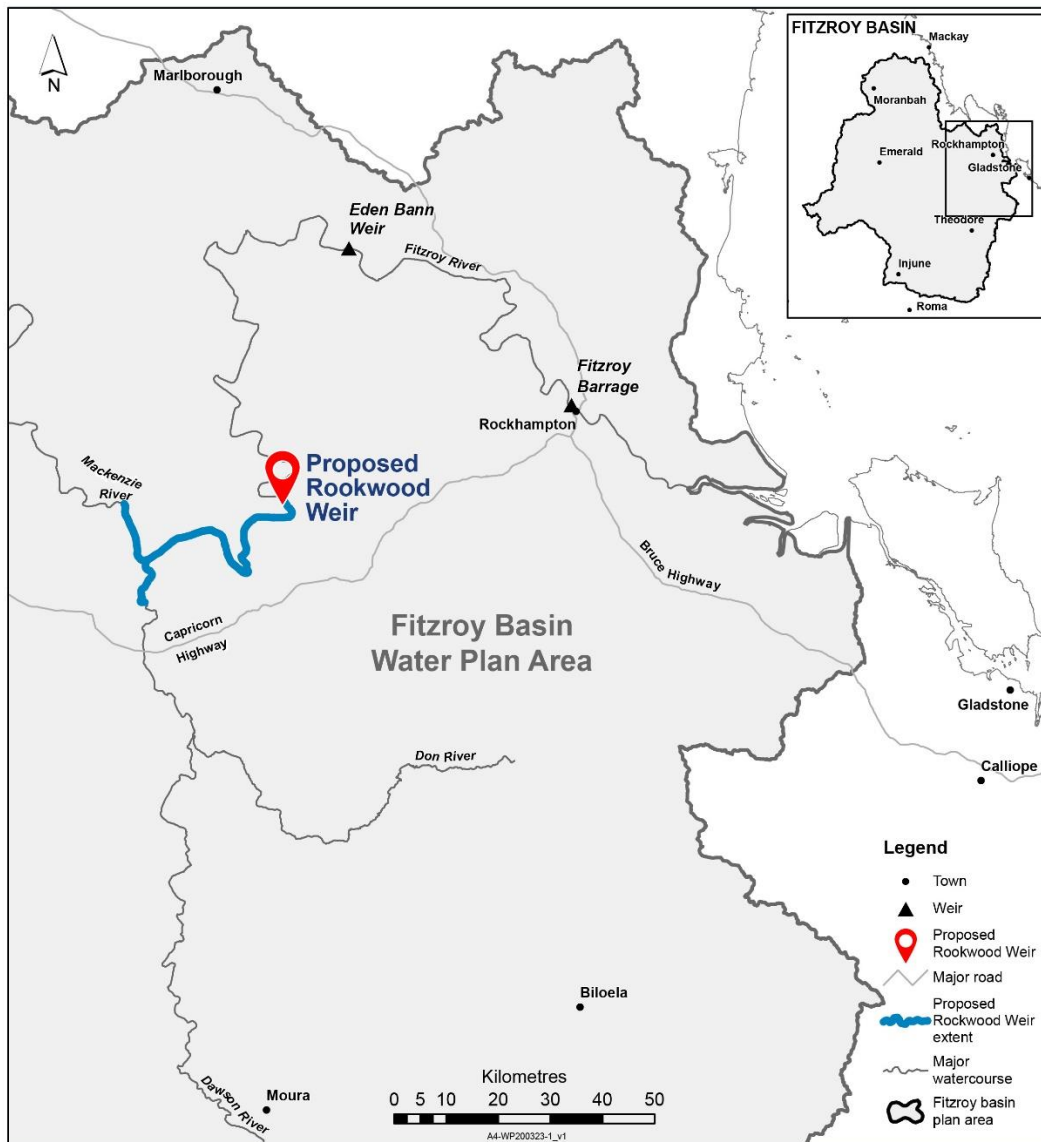 FITZROY BASIN
Mackay
Moranbah
Emerald
Rockhampton
Gladstone
Theodore
Injune
Roma
N
Marlborough
Eden Bann
Weir
Fitzroy River
Fitzroy
Barrage
Rockhampton
Mackenzie
River
Proposed
Rookwood
Weir
Bruce Highway
Capricorn
Highway
Fitzroy Basin
Water Plan Area
Gladstone
Don River
Calliope
Biloela
Moura
Dawson River
Legend
Town
Weir
Proposed
Rookwood Weir
Major road
Proposed
Rockwood Weir
extent
Major
watercourse
Fitzroy basin
plan area
Kilometres
0 5 10 20 30 40 50
A4-WP200323-1_v1